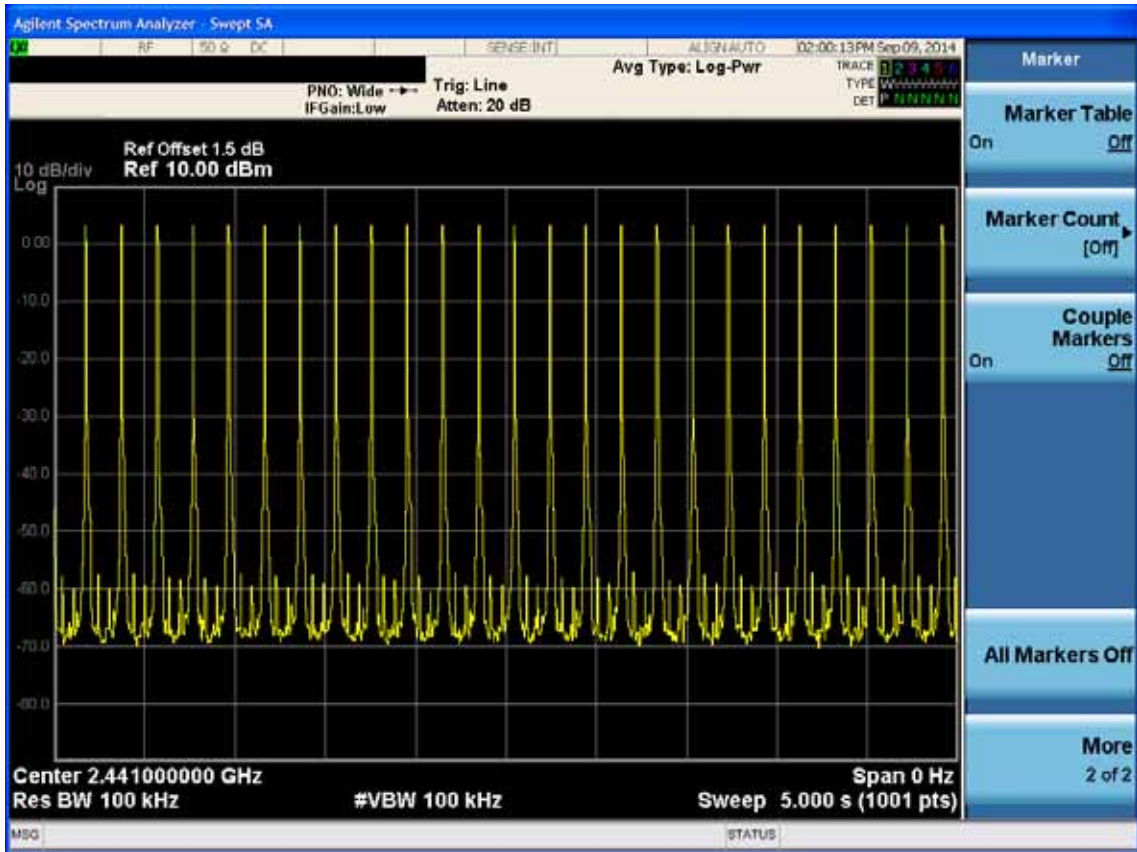 Agilent Spectrum Analyzer - Swept SA
LXI RF 50 Ω DC SENSE:INT ALIGN AUTO 02:00:13 PM Sep 09, 2014
Marker
Avg Type: Log-Pwr
TRACE 1 2 3 4 5 6
PNO: Wide
Trig: Line
TYPE
IFGain:Low
Atten: 20 dB
DET P N N N N N
Marker Table
On Off
Ref Offset 1.5 dB
10 dB/div Ref 10.00 dBm
Log
Marker Count
[Off]
0.00
-10.0
Couple
Markers
On Off
-20.0
-30.0
-40.0
-50.0
-60.0
-70.0
All Markers Off
-80.0
More
2 of 2
Center 2.441000000 GHz
Span 0 Hz
Res BW 100 kHz
#VBW 100 kHz
Sweep 5.000 s (1001 pts)
MSG
STATUS